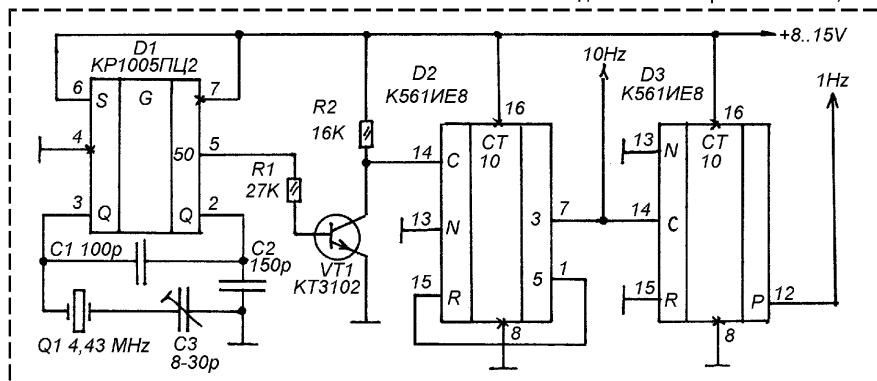 +8..15V
D1
КР1005ПЦ2
6
S
G
7
4
50
5
3
Q
Q
2
C1 100p
C2
150p
Q1 4,43 MHz
C3
8-30p
R1
27K
R2
16K
VT1
КТ3102
D2
К561ИЕ8
16
CT
10
14
C
13
N
15
R
3
7
5
1
8
10Hz
D3
К561ИЕ8
16
CT
10
13
N
14
C
15
R
P
12
8
1Hz